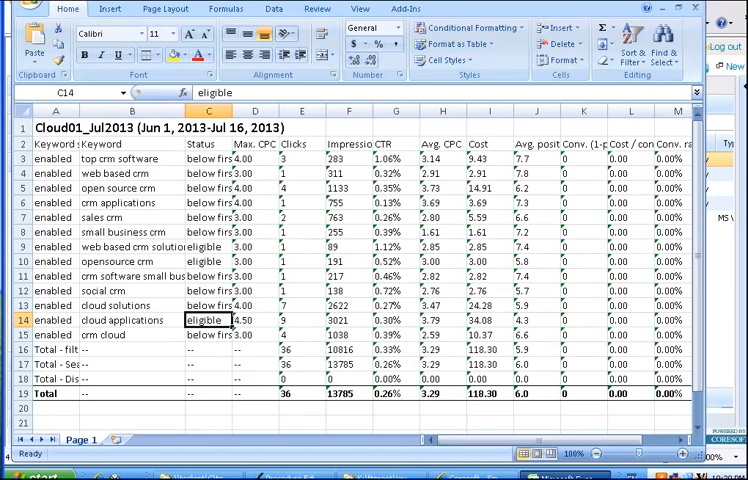 Home Insert Page Layout Formulas Data Review View Add-Ins
Paste Calibri 11 General Conditional Formatting Insert
B I U $ % , Format as Table Delete Sort & Filter Find & Select
Cell Styles Format
Clipboard Font Alignment Number Styles Cells Editing
C14 fx eligible
A B C D E F G H I J K L M
1 Cloud01_Jul2013 (Jun 1, 2013-Jul 16, 2013)
2 Keyword s Keyword Status Max. CPC Clicks Impressio CTR Avg. CPC Cost Avg. posit Conv. (1-p Cost / con Conv. ra
3 enabled top crm software below firs 4.00 3 283 1.06% 3.14 9.43 7.7 0 0.00 0.00%
4 enabled web based crm below firs 3.00 1 311 0.32% 2.91 2.91 7.8 0 0.00 0.00%
5 enabled open source crm below firs 4.00 4 1133 0.35% 3.73 14.91 6.2 0 0.00 0.00%
6 enabled crm applications below firs 4.00 1 755 0.13% 3.69 3.69 7.3 0 0.00 0.00%
7 enabled sales crm below firs 3.00 2 763 0.26% 2.80 5.59 6.6 0 0.00 0.00%
8 enabled small business crm below firs 3.00 1 255 0.39% 1.61 1.61 7.2 0 0.00 0.00%
9 enabled web based crm solutio eligible 3.00 1 89 1.12% 2.85 2.85 7.4 0 0.00 0.00%
10 enabled opensource crm eligible 3.00 1 191 0.52% 3.00 3.00 5.8 0 0.00 0.00%
11 enabled crm software small bus below firs 3.00 1 217 0.46% 2.82 2.82 7.4 0 0.00 0.00%
12 enabled social crm below firs 3.00 1 138 0.72% 2.76 2.76 5.7 0 0.00 0.00%
13 enabled cloud solutions below firs 4.00 7 2622 0.27% 3.47 24.28 5.9 0 0.00 0.00%
14 enabled cloud applications eligible 4.50 9 3021 0.30% 3.79 34.08 4.3 0 0.00 0.00%
15 enabled crm cloud below firs 3.00 4 1038 0.39% 2.59 10.37 6.6 0 0.00 0.00%
16 Total - filt -- -- -- 36 10816 0.33% 3.29 118.30 5.9 0 0.00 0.00%
17 Total - Sea -- -- -- 36 13785 0.26% 3.29 118.30 6.0 0 0.00 0.00%
18 Total - Dis -- -- -- 0 0 0.00% 0.00 0.00 0.0 0 0.00 0.00%
19 Total -- -- -- 36 13785 0.26% 3.29 118.30 6.0 0 0.00 0.00%
20
21
22
Page 1
Ready 100%
Log out
New
MS
POWERED BY
CORESOFT
start